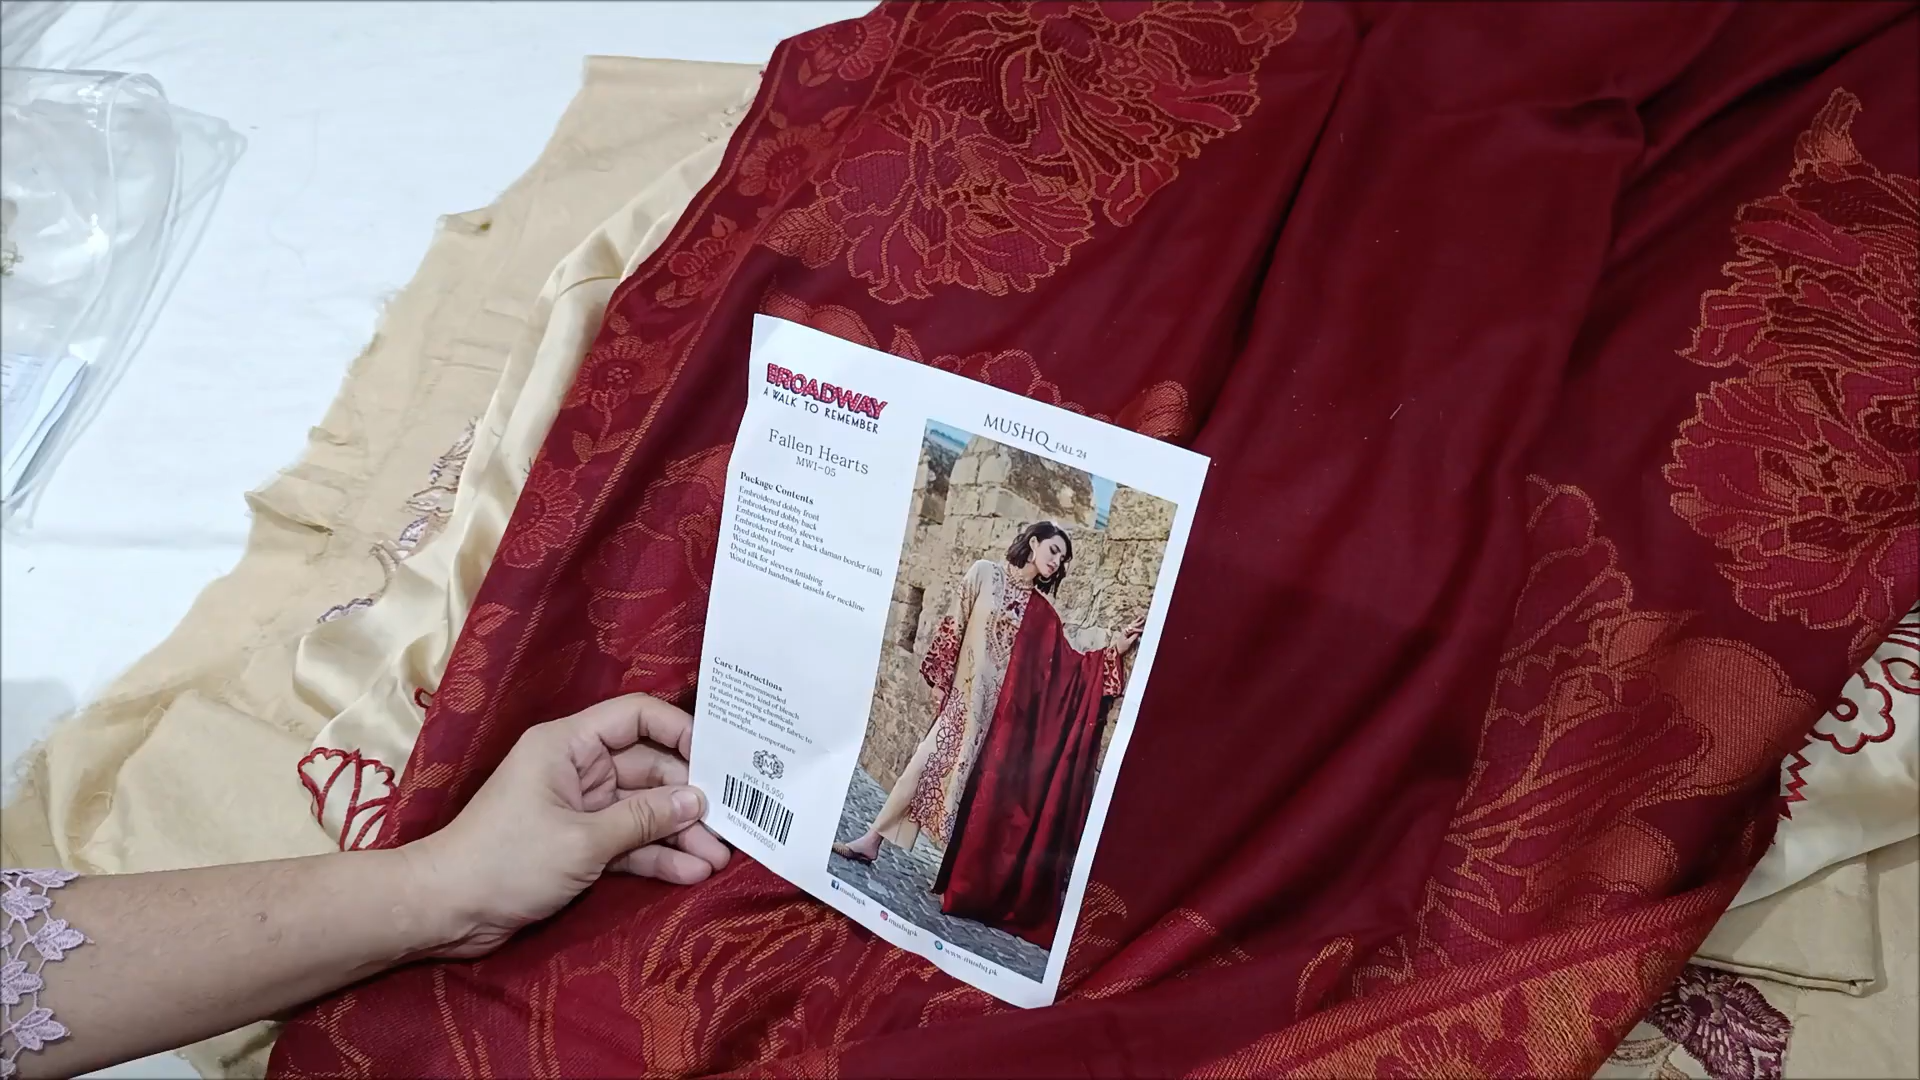 BROADWAY
A WALK TO REMEMBER
Fallen Hearts
MWI-05
Package Contents
Embroidered dobby front
Embroidered dobby back
Embroidered dobby sleeves
Embroidered front & back daman border (silk)
Dyed dobby trouser
Woolen shawl
Dyed silk for sleeves finishing
Wool thread handmade tassels for neckline
Care Instructions
Dry clean recommended
Do not use any kind of bleach
or stain removing chemicals
Do not over expose damp fabric to
strong sunlight
Iron at moderate temperature
M
PKR 15,950
MUSHQ FALL 24
mushqpk
mushqpk
www.mushq.pk